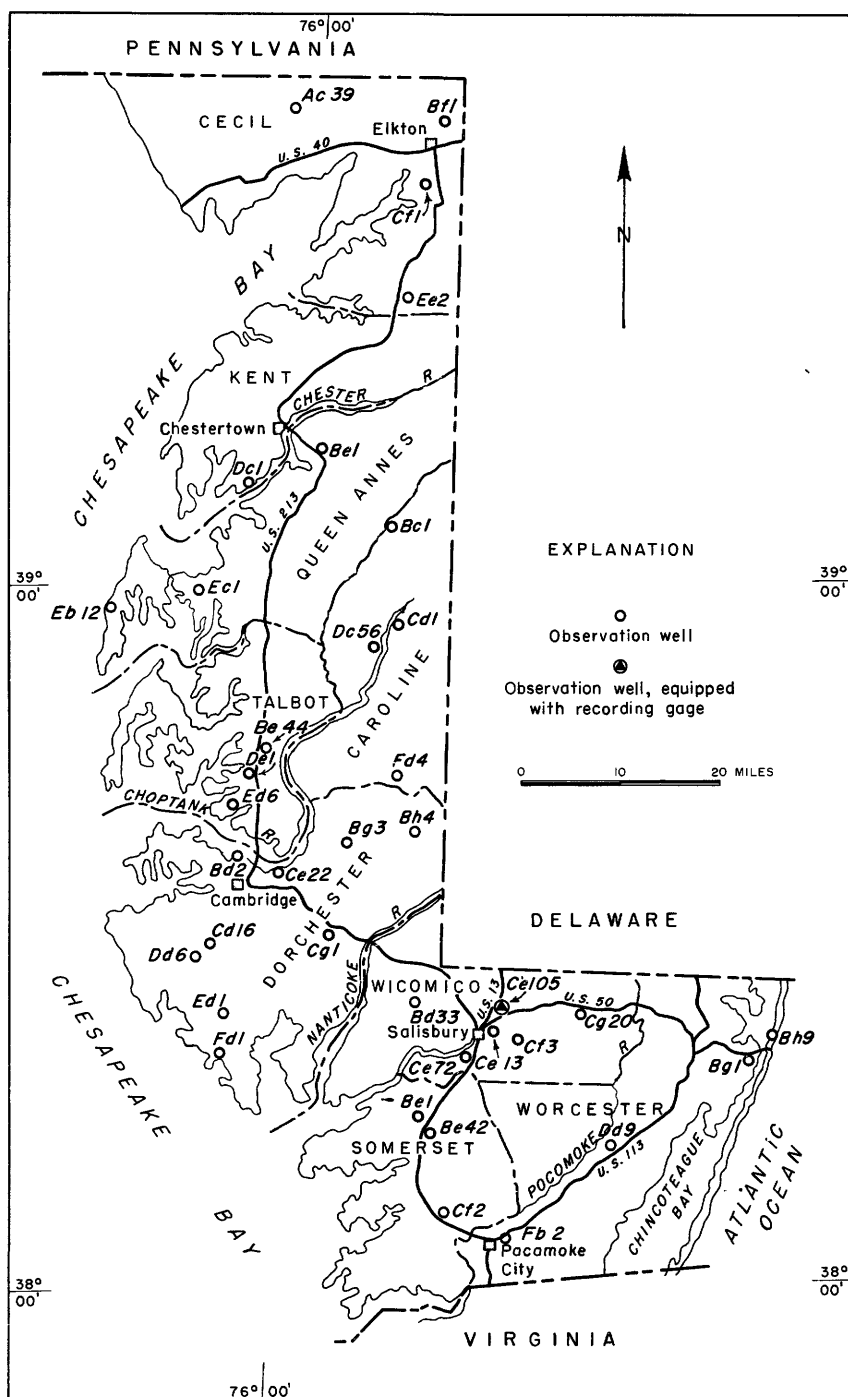 76° 00'
PENNSYLVANIA
Ac 39
CECIL
Bf1
Elkton
U.S. 40
Cf1
N
BAY
Ee2
KENT
CHESTER R
CHESAPEAKE
Chestertown
Be1
Dc1
QUEEN ANNES
U.S. 213
Bc1
EXPLANATION
39° 00'
39° 00'
Ec1
Eb 12
Observation well
Cd1
Dc56
Observation well, equipped
with recording gage
TALBOT
CAROLINE
Be 44
De1
Fd4
0 10 20 MILES
Ed6
CHOPTANK R
Bh4
Bg3
Bd2
Ce22
Cambridge
DORCHESTER
DELAWARE
Cd16
Cg1
Dd6
NANTICOKE R
WICOMICO
Ce105
U.S. 13
U.S. 50
CHESAPEAKE
Ed1
Bd33
Cg20
Salisbury
R
Bh9
Fd1
Cf3
Ce 13
Ce72
Bg1
Be1
WORCESTER
Be42
Dd9
SOMERSET
POCOMOKE
U.S. 113
CHINCOTEAGUE
BAY
ATLANTIC
OCEAN
Cf2
BAY
Fb 2
Pacamoke
City
38° 00'
38° 00'
VIRGINIA
76° 00'